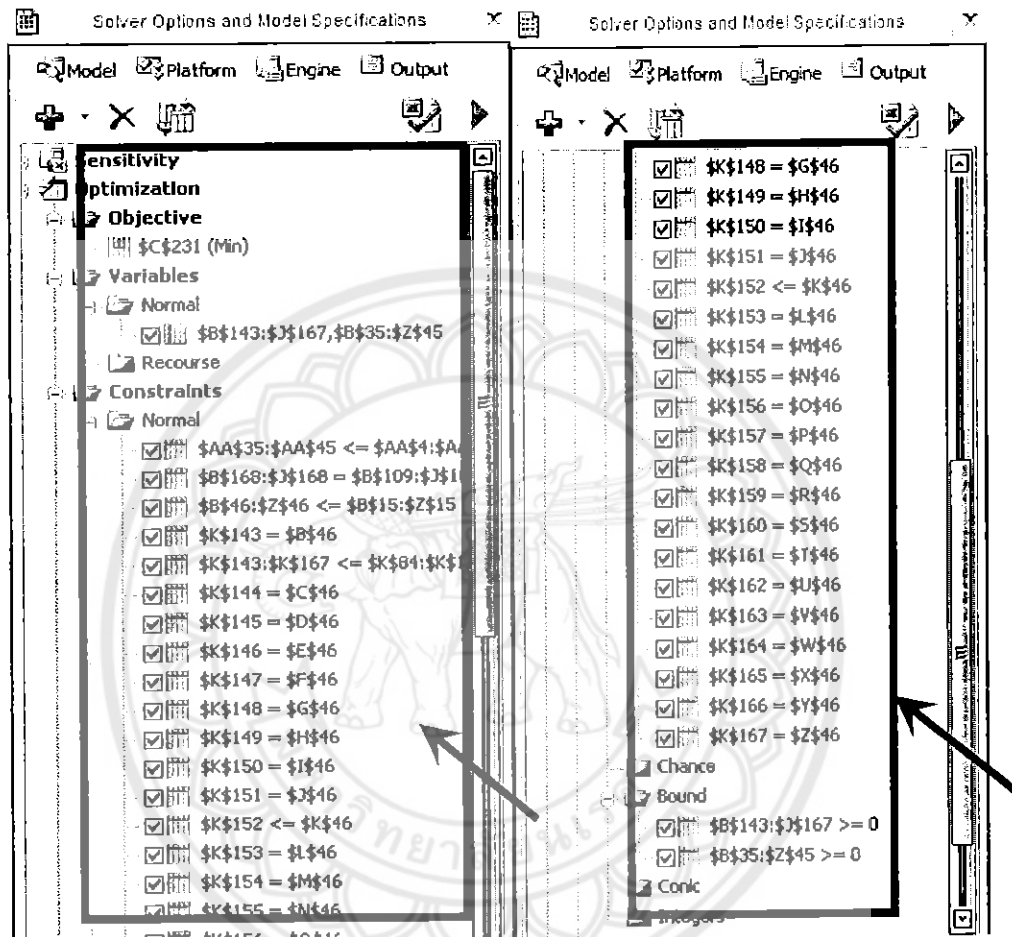 Solver Options and Model Specifications
Model Platform Engine Output
Sensitivity
Optimization
Objective
$C$231 (Min)
Variables
Normal
$B$143:$J$167,$B$35:$Z$45
Recourse
Constraints
Normal
$AA$35:$AA$45 <= $AA$4:$A
$B$168:$J$168 = $B$109:$J$1
$B$46:$Z$46 <= $B$15:$Z$15
$K$143 = $B$46
$K$143:$K$167 <= $K$84:$K$1
$K$144 = $C$46
$K$145 = $D$46
$K$146 = $E$46
$K$147 = $F$46
$K$148 = $G$46
$K$149 = $H$46
$K$150 = $I$46
$K$151 = $J$46
$K$152 <= $K$46
$K$153 = $L$46
$K$154 = $M$46
$K$155 = $N$46
Solver Options and Model Specifications
Model Platform Engine Output
$K$148 = $G$46
$K$149 = $H$46
$K$150 = $I$46
$K$151 = $J$46
$K$152 <= $K$46
$K$153 = $L$46
$K$154 = $M$46
$K$155 = $N$46
$K$156 = $O$46
$K$157 = $P$46
$K$158 = $Q$46
$K$159 = $R$46
$K$160 = $S$46
$K$161 = $T$46
$K$162 = $U$46
$K$163 = $V$46
$K$164 = $W$46
$K$165 = $X$46
$K$166 = $Y$46
$K$167 = $Z$46
Chance
Bound
$B$143:$J$167 >= 0
$B$35:$Z$45 >= 0
Conic
Integers